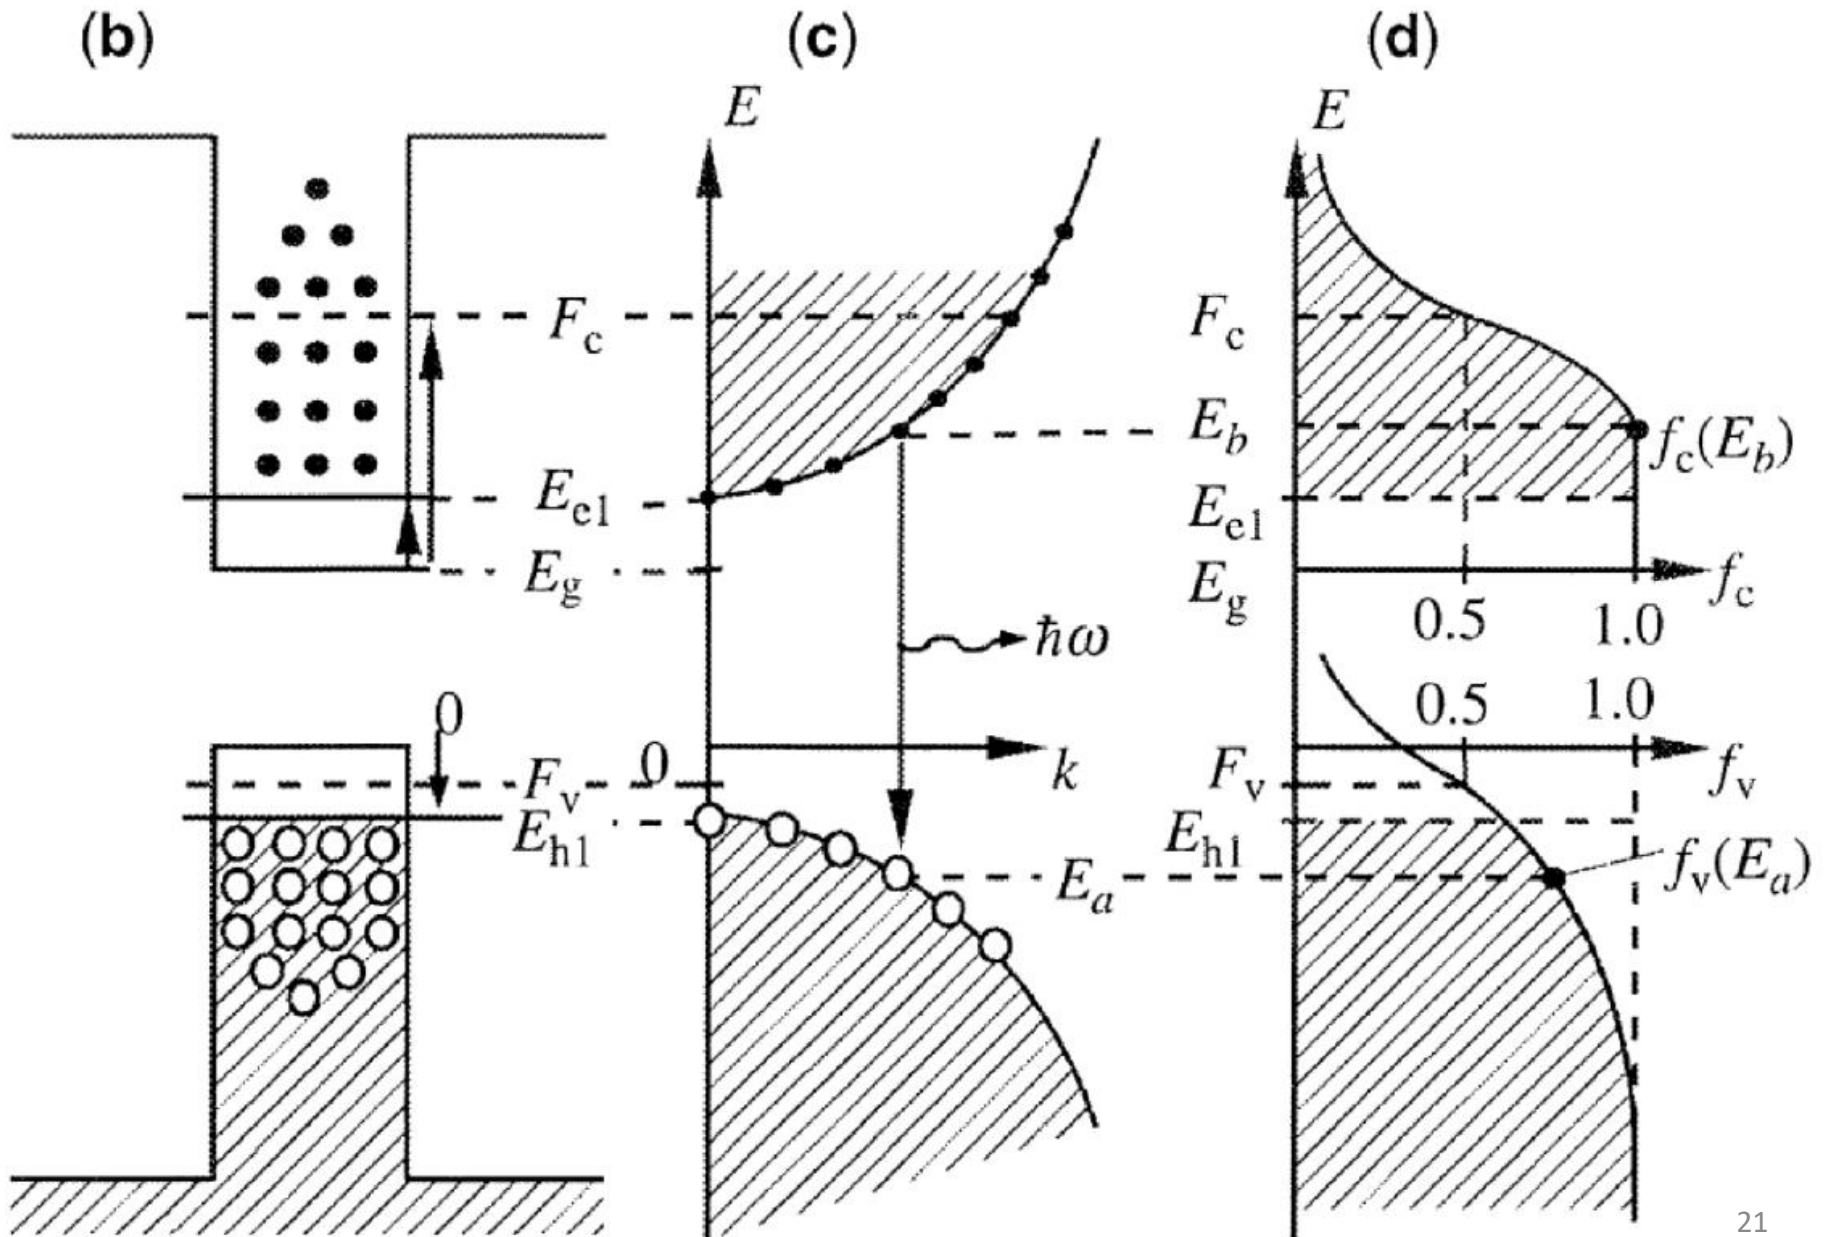 (b)
(c)
(d)
E
E
F_c
F_c
E_b
f_c(E_b)
E_e1
E_e1
E_g
E_g
f_c
0.5
1.0
ħω
0
0.5
1.0
F_v
0
k
F_v
f_v
E_h1
E_h1
E_a
f_v(E_a)
21